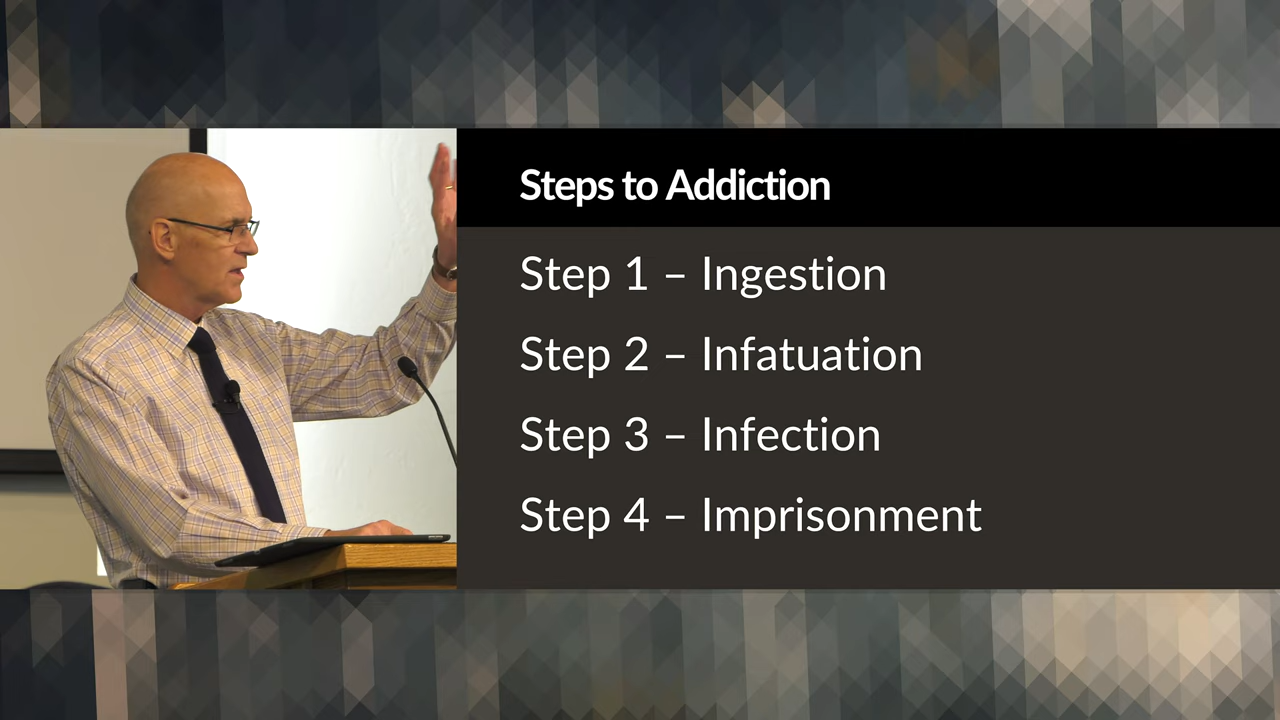 Steps to Addiction
Step 1 – Ingestion
Step 2 – Infatuation
Step 3 – Infection
Step 4 – Imprisonment